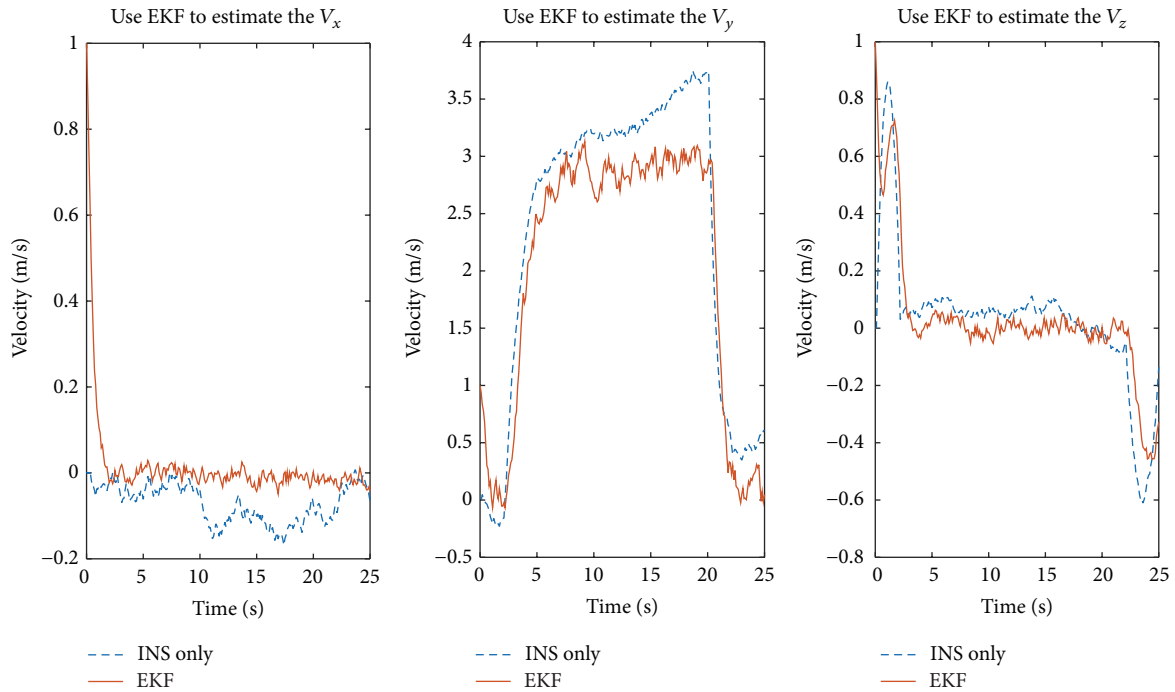 Use EKF to estimate the V_x
1
0.8
0.6
0.4
0.2
0
−0.2
Velocity (m/s)
0 5 10 15 20 25
Time (s)
INS only
EKF
Use EKF to estimate the V_y
4
3.5
3
2.5
2
1.5
1
0.5
0
−0.5
Velocity (m/s)
0 5 10 15 20 25
Time (s)
INS only
EKF
Use EKF to estimate the V_z
1
0.8
0.6
0.4
0.2
0
−0.2
−0.4
−0.6
−0.8
Velocity (m/s)
0 5 10 15 20 25
Time (s)
INS only
EKF